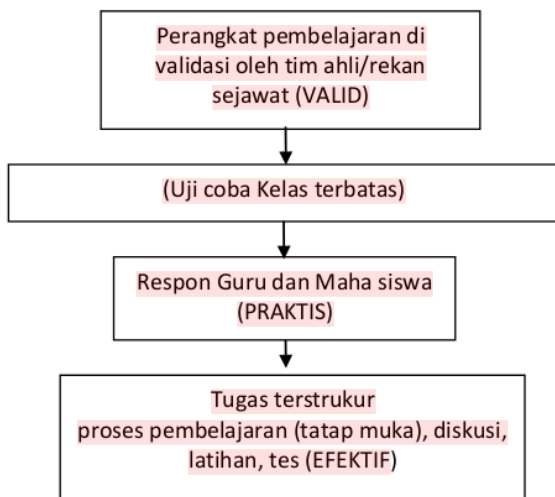 Perangkat pembelajaran di
validasi oleh tim ahli/rekan
sejawat (VALID)
(Uji coba Kelas terbatas)
Respon Guru dan Maha siswa
(PRAKTIS)
Tugas terstrukur
proses pembelajaran (tatap muka), diskusi,
latihan, tes (EFEKTIF)